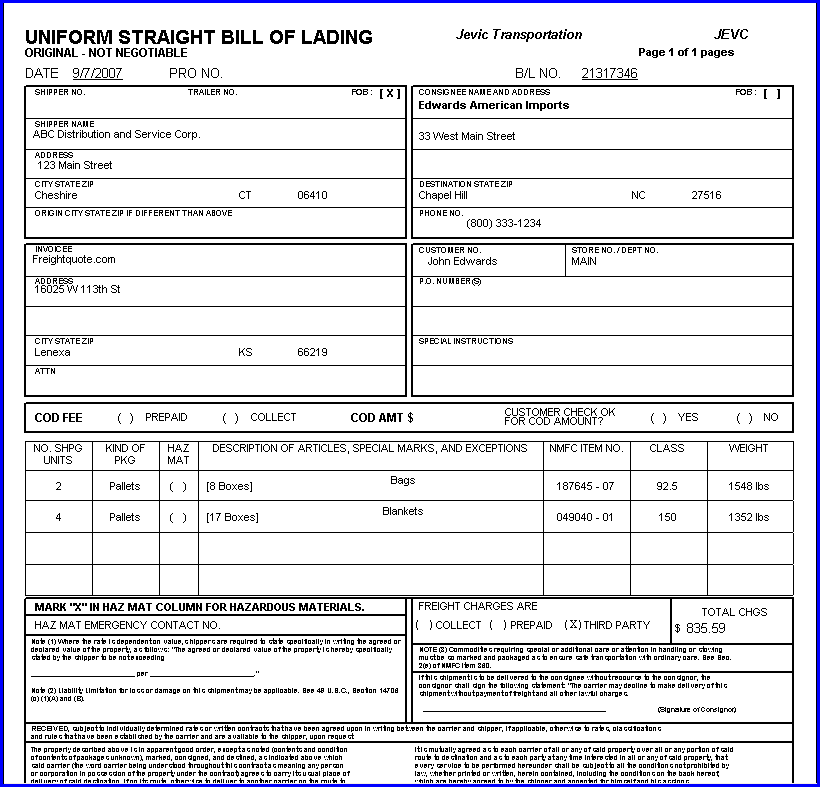 UNIFORM STRAIGHT BILL OF LADING
Jevic Transportation
JEVC
ORIGINAL - NOT NEGOTIABLE
Page 1 of 1 pages
DATE 9/7/2007 PRO NO. B/L NO. 21317346
SHIPPER NO. TRAILER NO. FOB : [ X ]
CONSIGNEE NAME AND ADDRESS FOB : [ ]
Edwards American Imports
SHIPPER NAME
ABC Distribution and Service Corp.
33 West Main Street
ADDRESS
123 Main Street
CITY STATE ZIP
Cheshire CT 06410
DESTINATION STATE ZIP
Chapel Hill NC 27516
ORIGIN CITY STATE ZIP IF DIFFERENT THAN ABOVE
PHONE NO.
(800) 333-1234
INVOICEE
Freightquote.com
CUSTOMER NO.
John Edwards
STORE NO. / DEPT NO.
MAIN
ADDRESS
16025 W 113th St
P.O. NUMBER(S)
CITY STATE ZIP
Lenexa KS 66219
SPECIAL INSTRUCTIONS
ATTN
COD FEE ( ) PREPAID ( ) COLLECT COD AMT $ CUSTOMER CHECK OK
FOR COD AMOUNT? ( ) YES ( ) NO
NO. SHPG
UNITS
KIND OF
PKG
HAZ
MAT
DESCRIPTION OF ARTICLES, SPECIAL MARKS, AND EXCEPTIONS
NMFC ITEM NO.
CLASS
WEIGHT
2 Pallets ( ) [8 Boxes] Bags 187645 - 07 92.5 1548 lbs
4 Pallets ( ) [17 Boxes] Blankets 049040 - 01 150 1352 lbs
MARK "X" IN HAZ MAT COLUMN FOR HAZARDOUS MATERIALS.
HAZ MAT EMERGENCY CONTACT NO.
FREIGHT CHARGES ARE
( ) COLLECT ( ) PREPAID (X) THIRD PARTY
TOTAL CHGS
$ 835.59
Note (1) Where the rate is dependent on value, shippers are required to state specifically in writing the agreed or
declared value of the property, as follows: "The agreed or declared value of the property is hereby specifically
stated by the shipper to be not exceeding
per ."
Note (2) Liability Limitation for loss or damage on this shipment may be applicable. See 49 U.S.C., Section 14706
(c) (1)(A) and (B).
NOTE (3) Commodities requiring special or additional care or attention in handling or stowing
must be so marked and packaged as to ensure safe transportation with ordinary care. See Sec.
2(e) of NMFC Item 360.
If this shipment is to be delivered to the consignee without recourse to the consignor, the
consignor shall sign the following statement: "The carrier may decline to make delivery of this
shipment without payment of freight and all other lawful charges.
(Signature of Consignor)
RECEIVED, subject to individually determined rates or written contracts that have been agreed upon in writing between the carrier and shipper, if applicable, otherwise to rates, classifications
and rules that have been established by the carrier and are available to the shipper, upon request
The property described above is in apparent good order, except as noted (contents and condition
of contents of packages unknown), marked, consigned, and destined, as indicated above which
said carrier (the word carrier being understood throughout this contract as meaning any person
or corporation in possession of the property under the contract) agrees to carry its usual place of
delivery of said destination. If on its route, otherwise to deliver to another carrier on the route to
It is mutually agreed as to each carrier of all or any of said property over all or any portion of said
route to destination and as to each party at any time interested in all or any of said property, that
every service to be performed hereunder shall be subject to all the conditions not prohibited by
law, whether printed or written, herein contained, including the conditions on the back hereof,
which are hereby agreed to by the shipper and accepted for himself and his assigns.